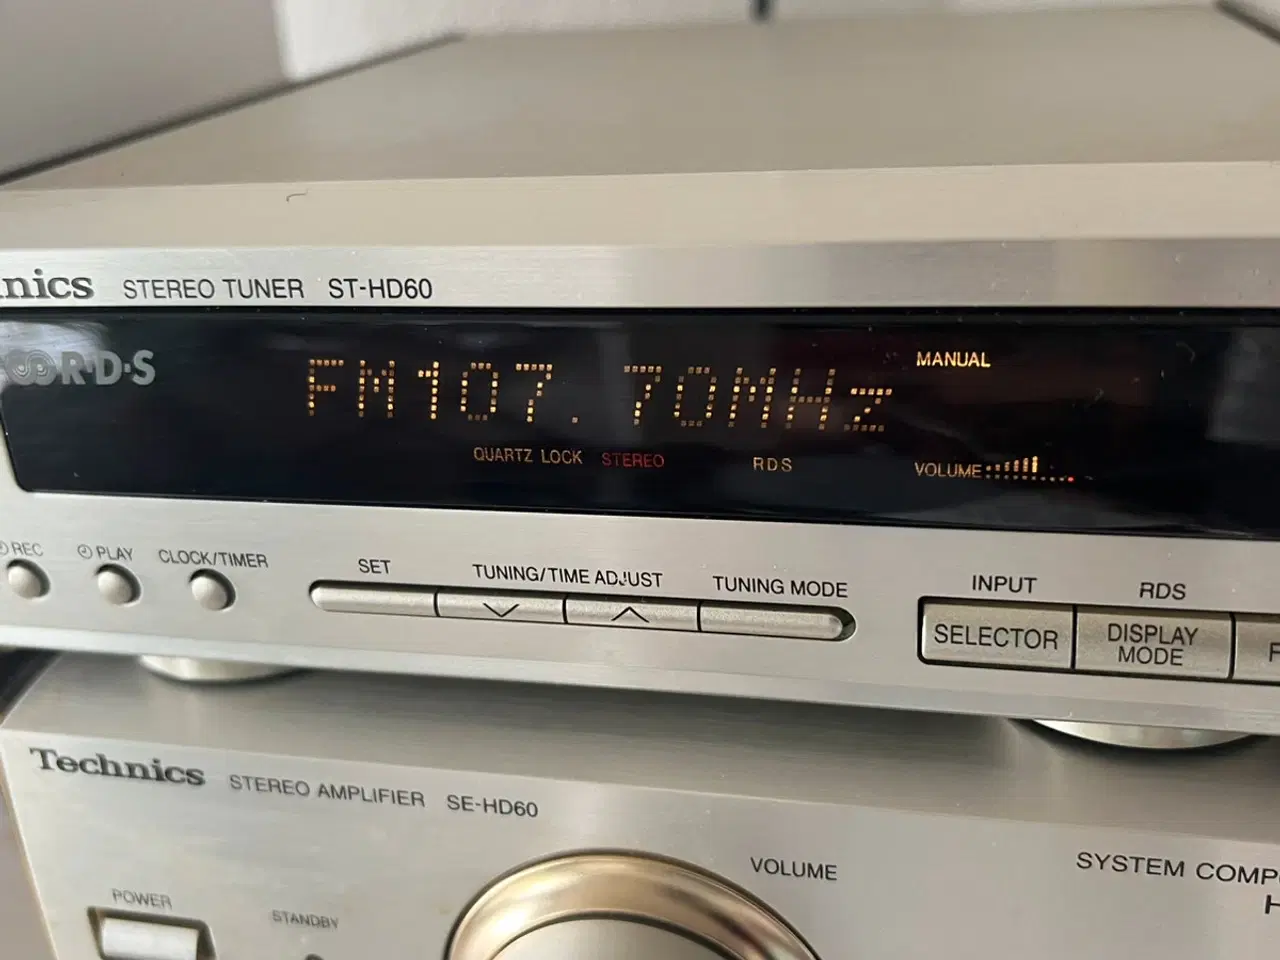 nics STEREO TUNER ST-HD60
R·D·S
FM107.70MHz
MANUAL
QUARTZ LOCK STEREO RDS
VOLUME
REC
PLAY
CLOCK/TIMER
SET
TUNING/TIME ADJUST
TUNING MODE
INPUT
SELECTOR
RDS
DISPLAY
MODE
F
Technics STEREO AMPLIFIER SE-HD60
VOLUME
SYSTEM COMP
H
POWER
STANDBY